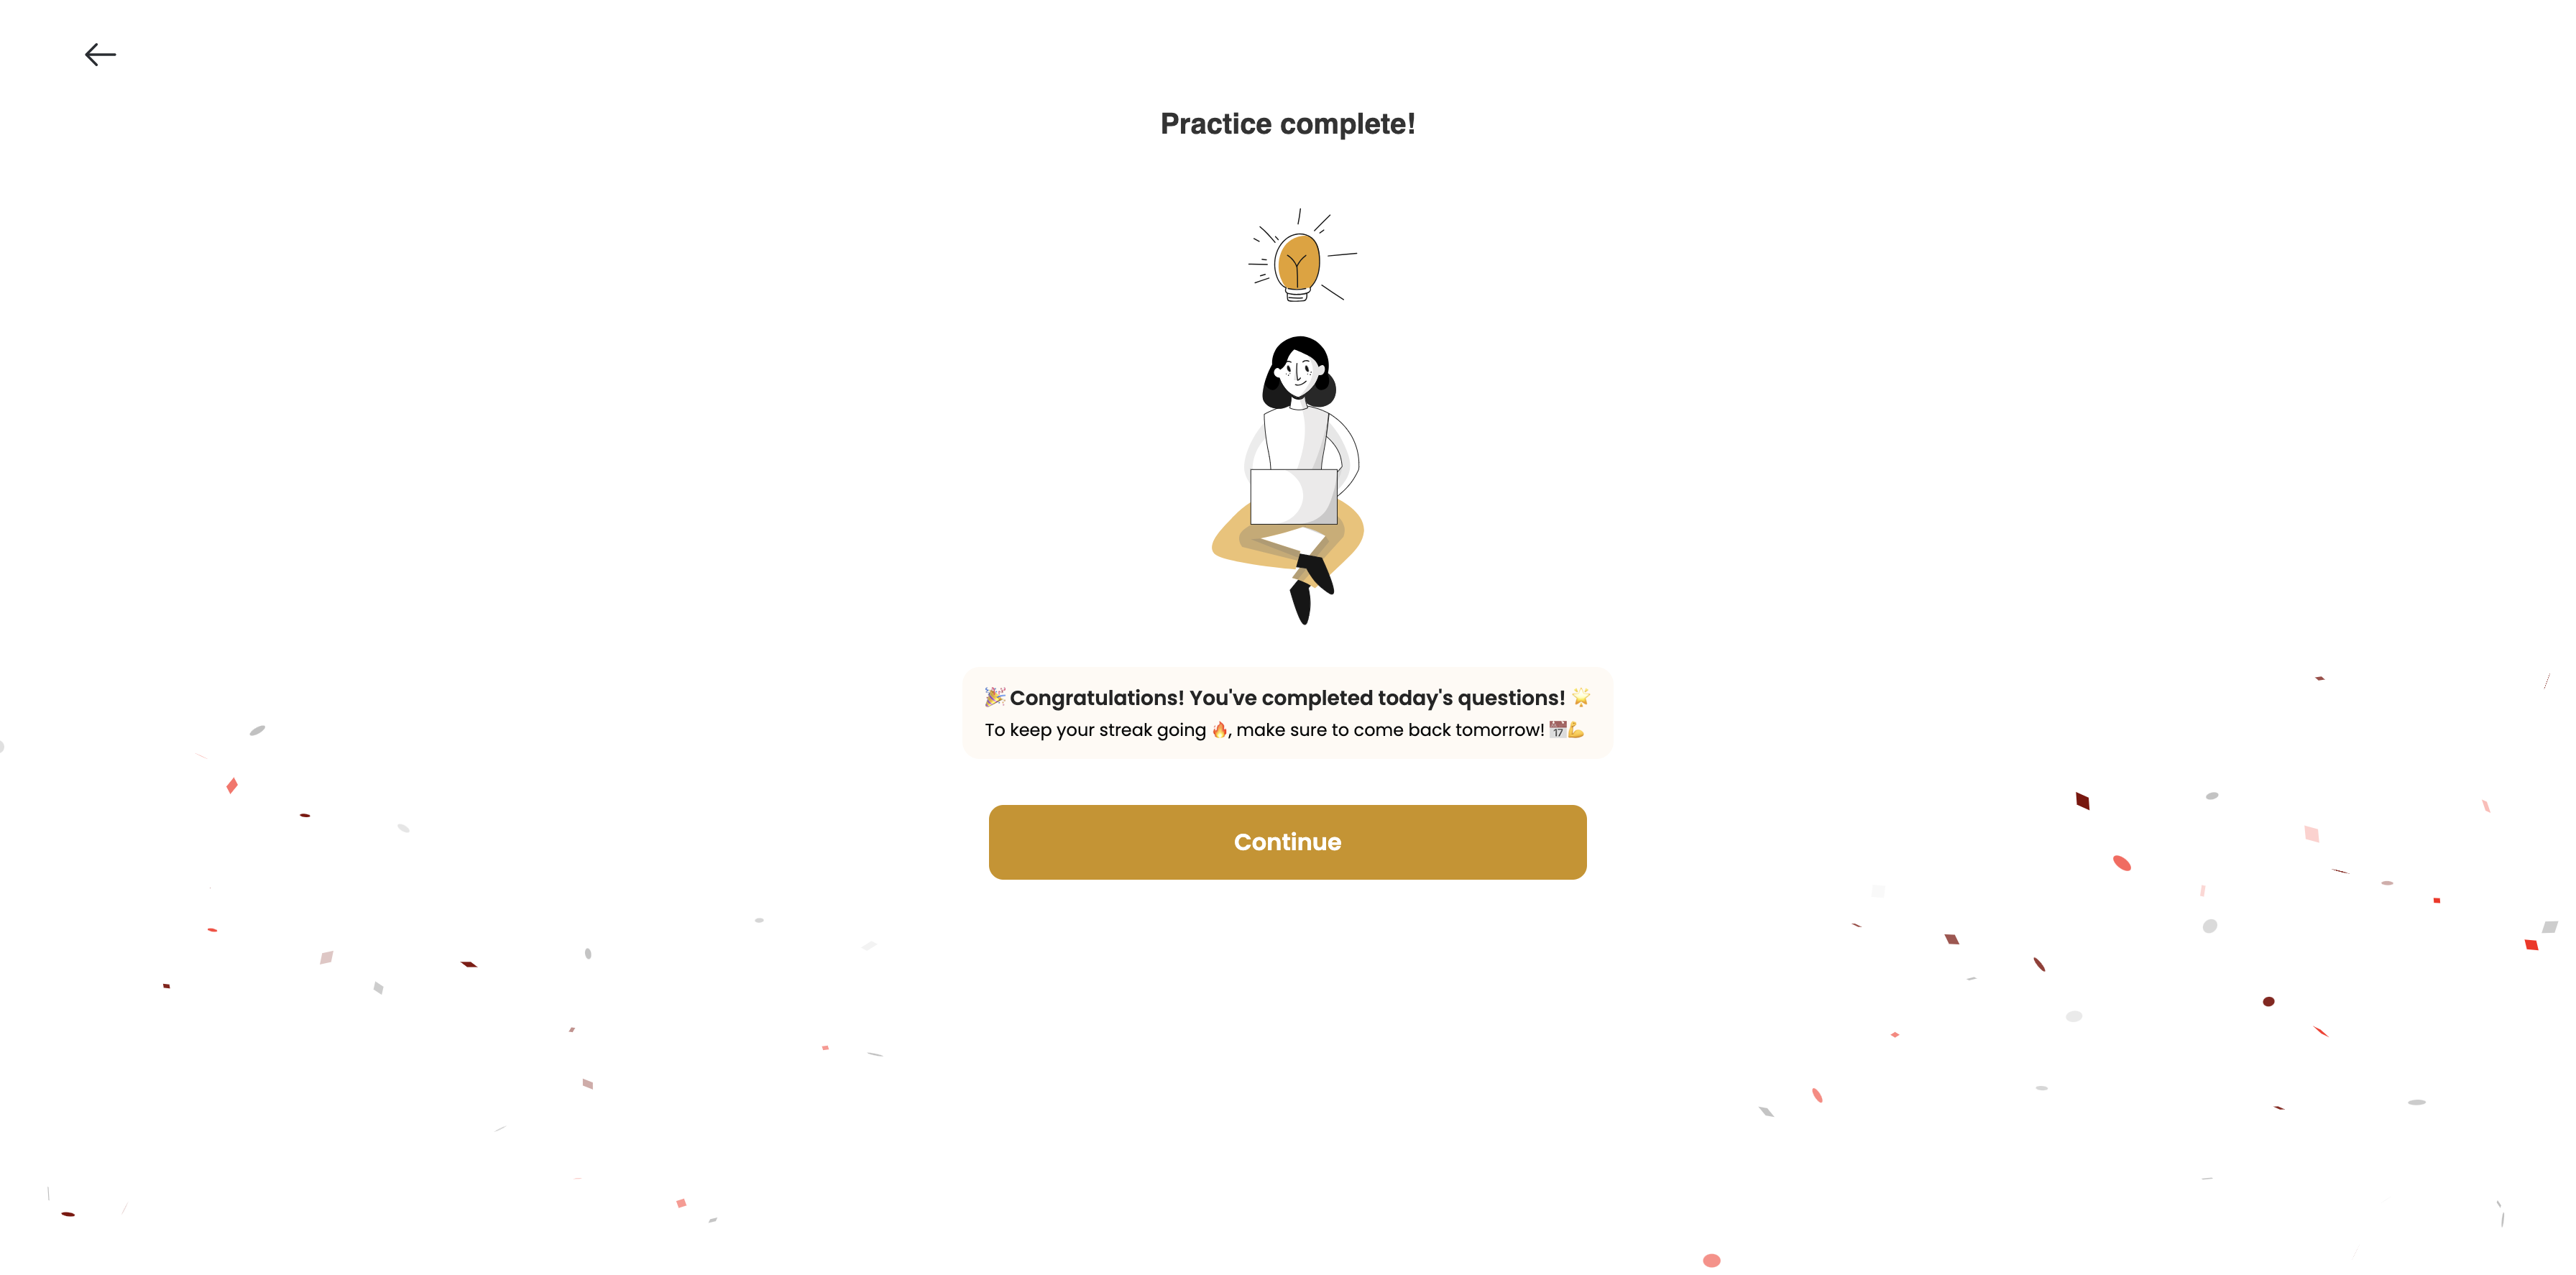 Practice complete!
🎉 Congratulations! You've completed today's questions! 🌟
To keep your streak going 🔥, make sure to come back tomorrow! 📅💪
Continue